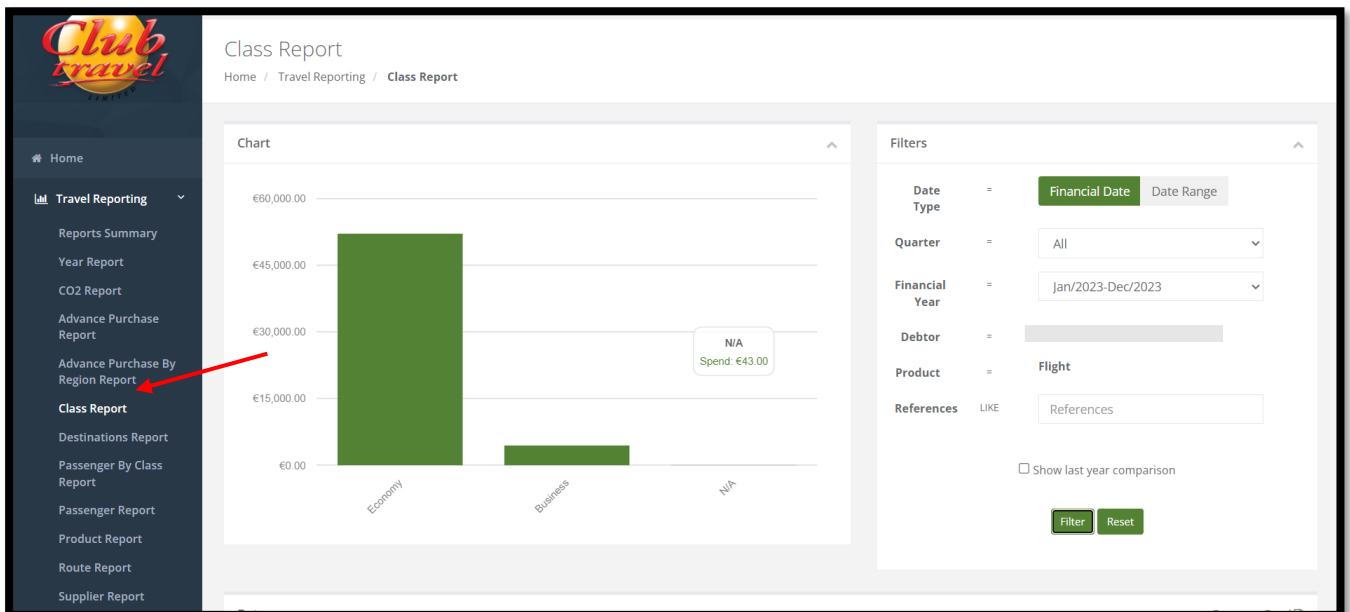 Club
travel
LIMITED
Home
Travel Reporting
Reports Summary
Year Report
CO2 Report
Advance Purchase
Report
Advance Purchase By
Region Report
Class Report
Destinations Report
Passenger By Class
Report
Passenger Report
Product Report
Route Report
Supplier Report
Class Report
Home / Travel Reporting / Class Report
Chart
€60,000.00
€45,000.00
€30,000.00
€15,000.00
€0.00
N/A
Spend: €43.00
Economy
Business
N/A
Filters
Date
Type
=
Financial Date
Date Range
Quarter = All
Financial
Year
=
Jan/2023-Dec/2023
Debtor =
Product = Flight
References LIKE References
Show last year comparison
Filter Reset